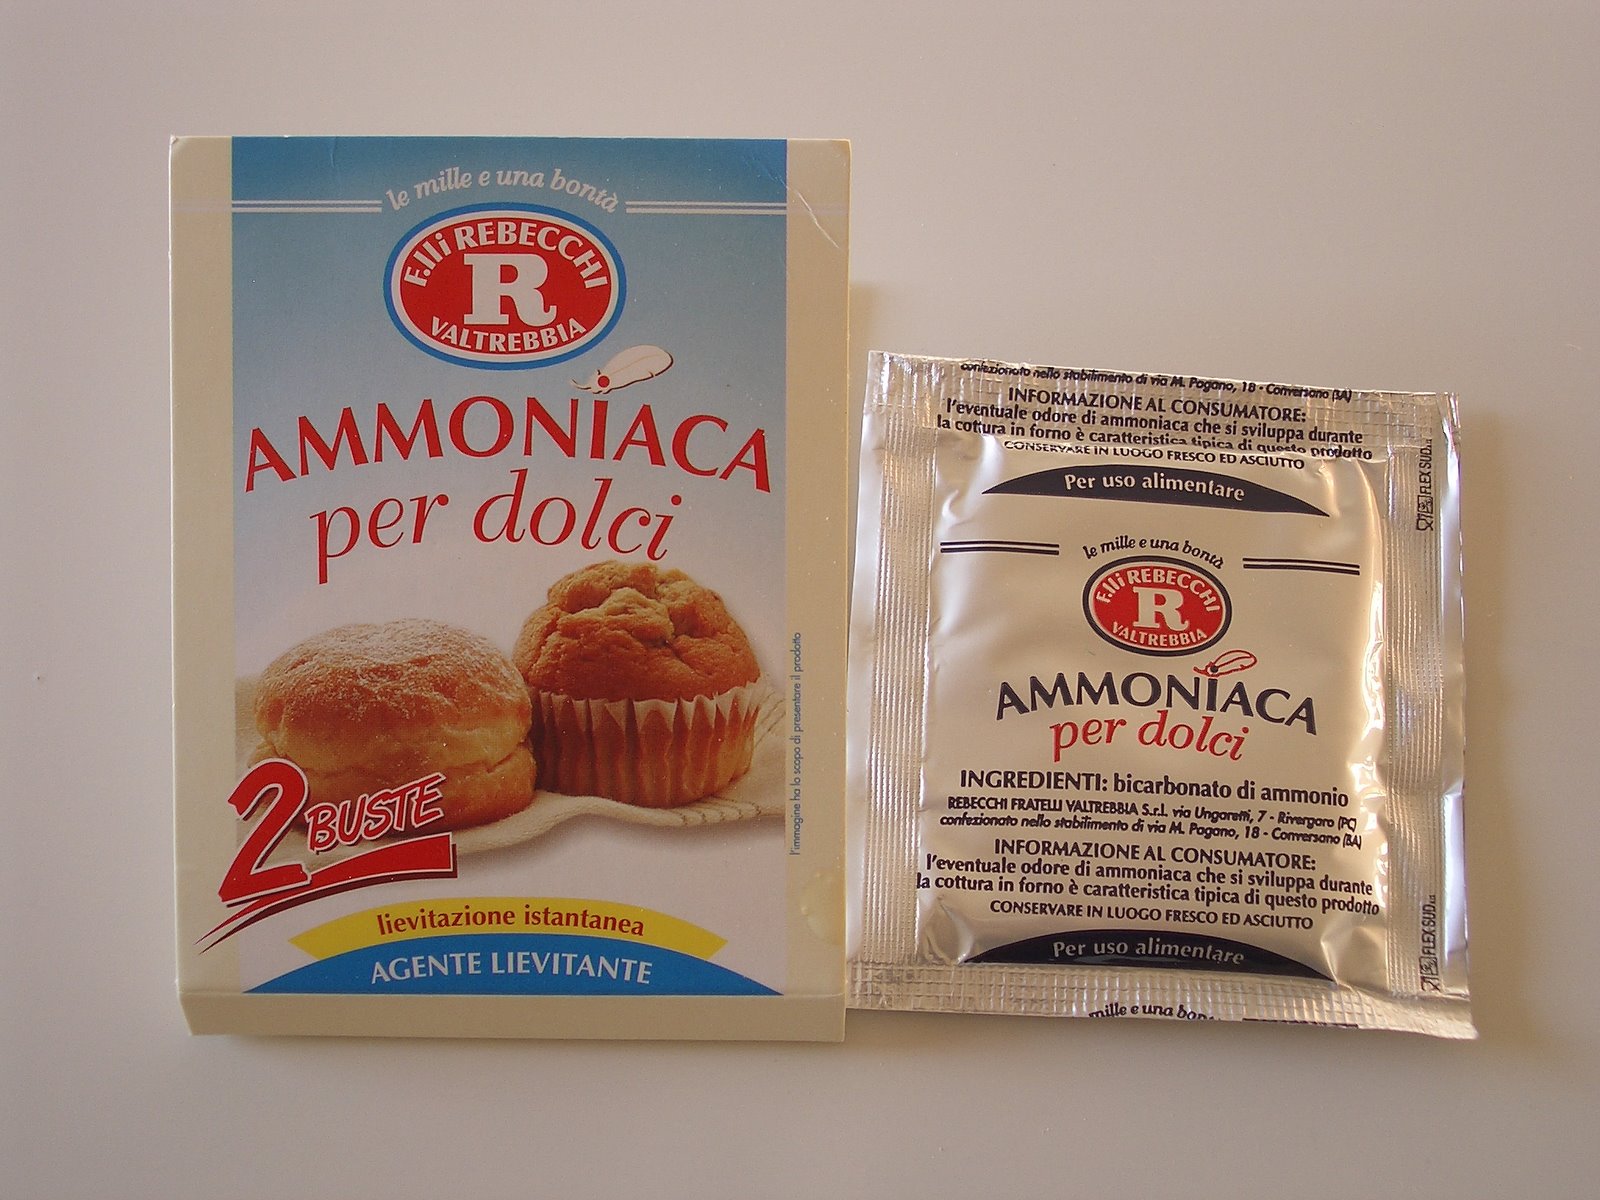 le mille e una bontà
F.lli REBECCHI
R
VALTREBBIA
AMMONIACA
per dolci
2 BUSTE
l'immagine ha lo scopo di presentare il prodotto
lievitazione istantanea
AGENTE LIEVITANTE
confezionato nello stabilimento di via M. Pagano, 18 - Conversano (BA)
INFORMAZIONE AL CONSUMATORE:
l'eventuale odore di ammoniaca che si sviluppa durante
la cottura in forno è caratteristica tipica di questo prodotto
CONSERVARE IN LUOGO FRESCO ED ASCIUTTO
Per uso alimentare
le mille e una bontà
F.lli REBECCHI
R
VALTREBBIA
AMMONIACA
per dolci
INGREDIENTI: bicarbonato di ammonio
REBECCHI FRATELLI VALTREBBIA S.r.l. via Ungaretti, 7 - Rivergaro (PC)
confezionato nello stabilimento di via M. Pagano, 18 - Conversano (BA)
INFORMAZIONE AL CONSUMATORE:
l'eventuale odore di ammoniaca che si sviluppa durante
la cottura in forno è caratteristica tipica di questo prodotto
CONSERVARE IN LUOGO FRESCO ED ASCIUTTO
Per uso alimentare
mille e una bon
FLEX SUD
FLEX SUD